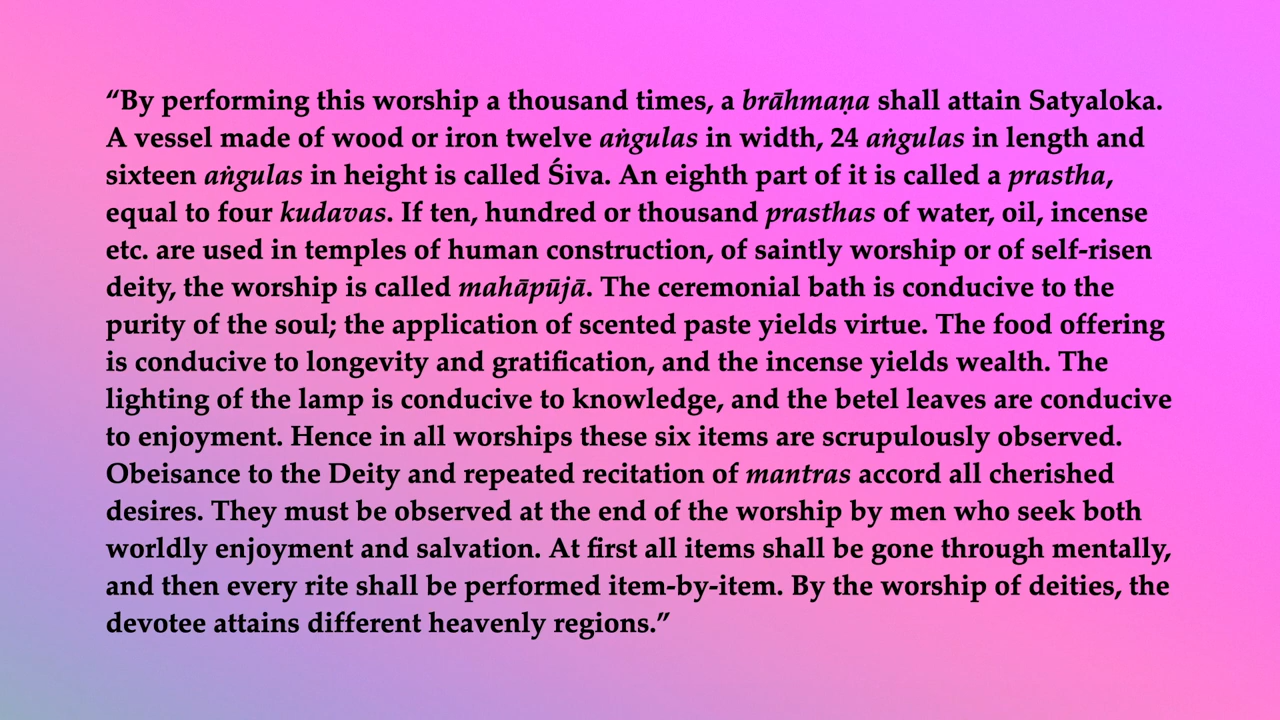 “By performing this worship a thousand times, a brāhmaṇa shall attain Satyaloka.
A vessel made of wood or iron twelve aṅgulas in width, 24 aṅgulas in length and
sixteen aṅgulas in height is called Śiva. An eighth part of it is called a prastha,
equal to four kudavas. If ten, hundred or thousand prasthas of water, oil, incense
etc. are used in temples of human construction, of saintly worship or of self-risen
deity, the worship is called mahāpūjā. The ceremonial bath is conducive to the
purity of the soul; the application of scented paste yields virtue. The food offering
is conducive to longevity and gratification, and the incense yields wealth. The
lighting of the lamp is conducive to knowledge, and the betel leaves are conducive
to enjoyment. Hence in all worships these six items are scrupulously observed.
Obeisance to the Deity and repeated recitation of mantras accord all cherished
desires. They must be observed at the end of the worship by men who seek both
worldly enjoyment and salvation. At first all items shall be gone through mentally,
and then every rite shall be performed item-by-item. By the worship of deities, the
devotee attains different heavenly regions.”